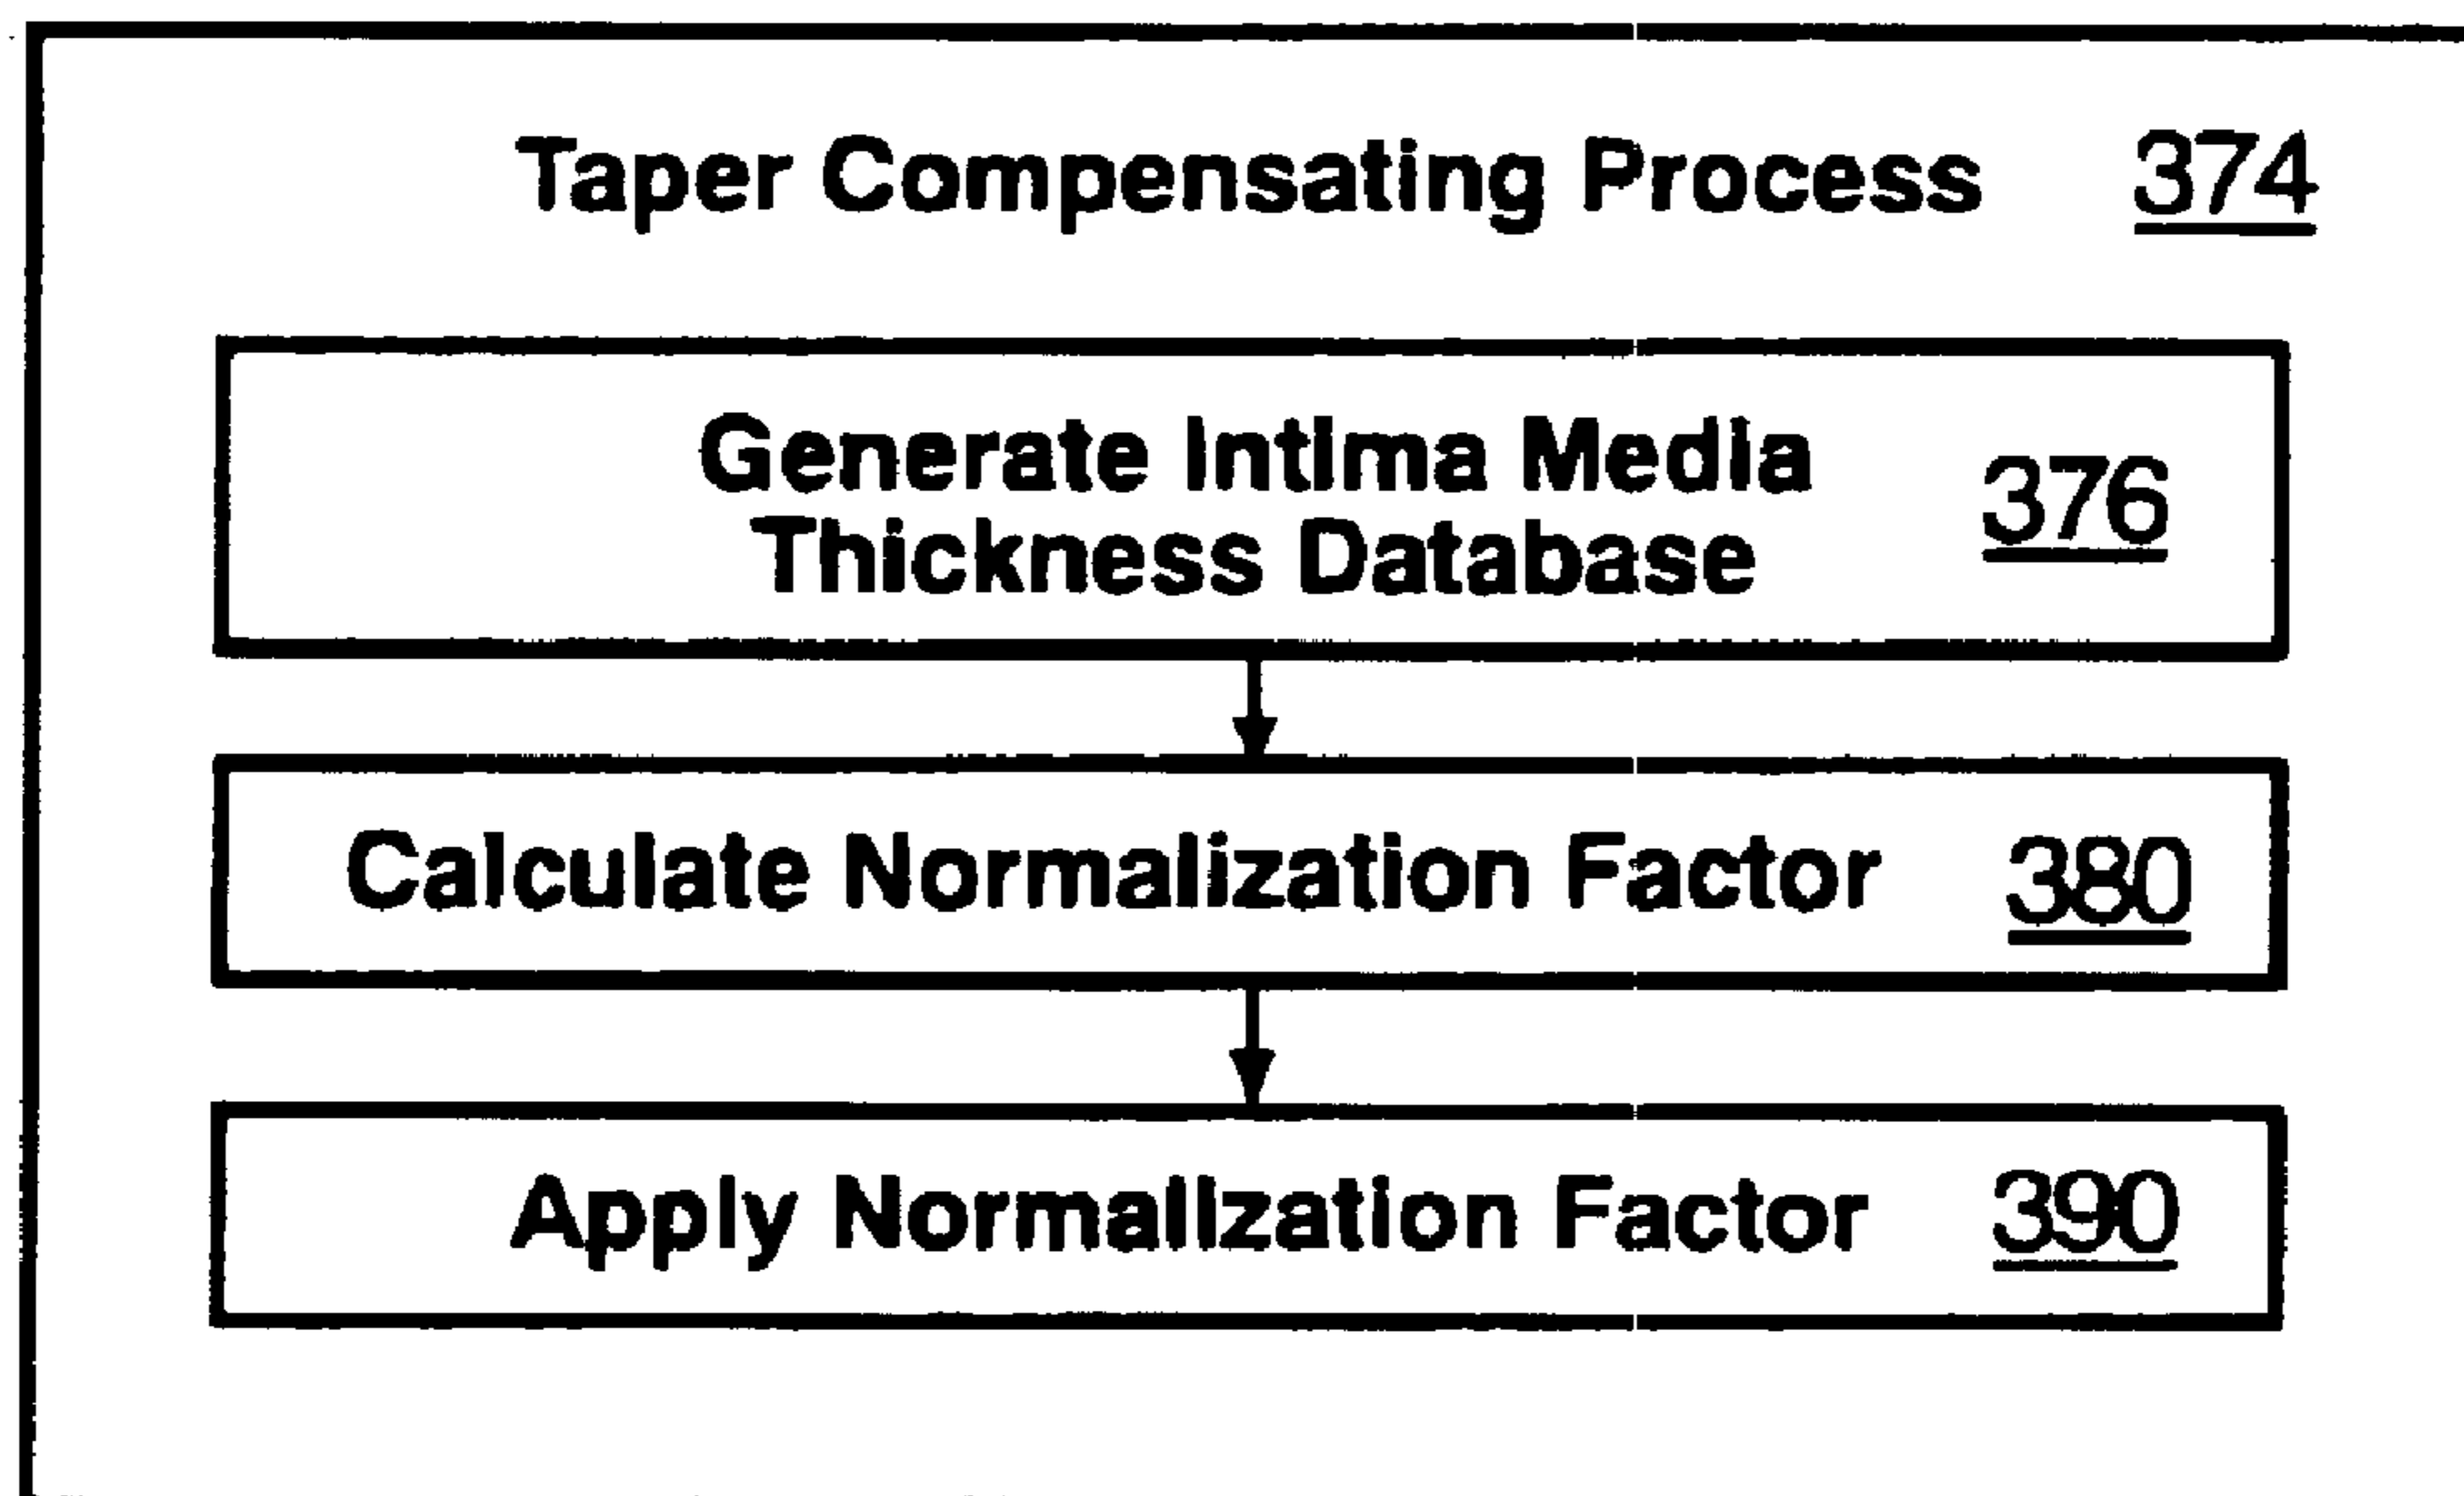 Taper Compensating Process 374
Generate Intima Media
Thickness Database 376
Calculate Normalization Factor 380
Apply Normalization Factor 390